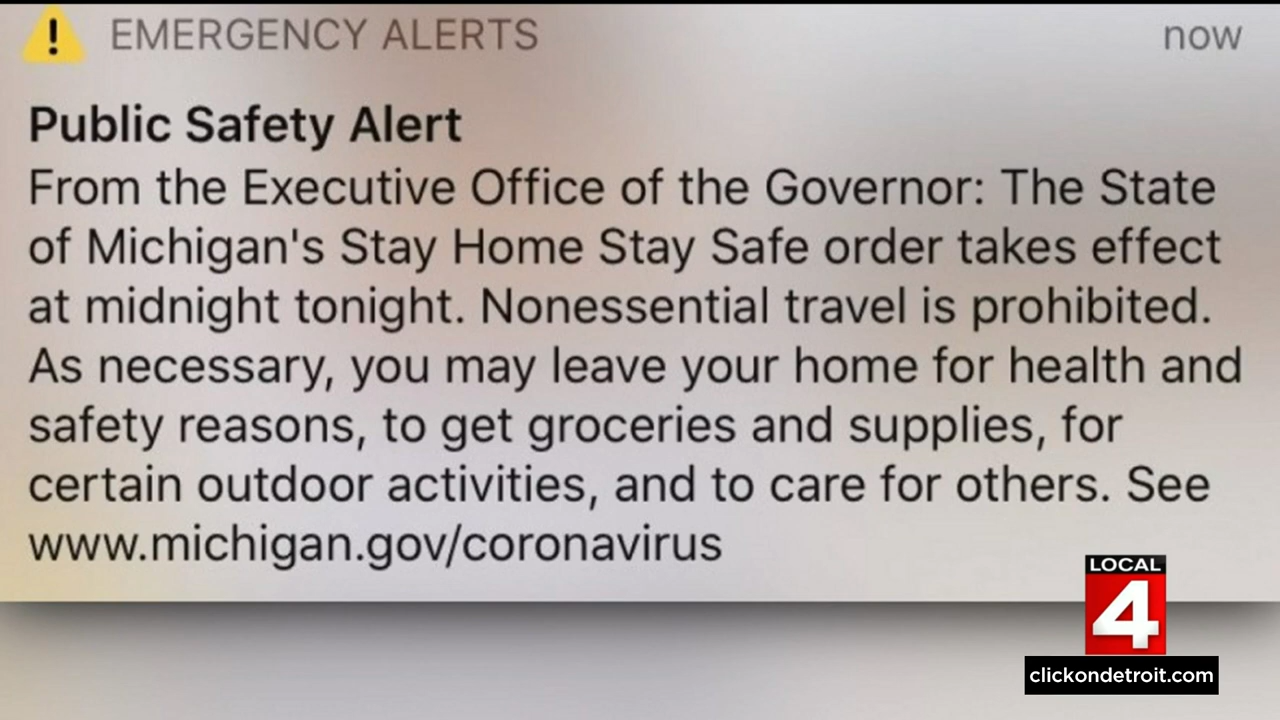 EMERGENCY ALERTS
now
Public Safety Alert
From the Executive Office of the Governor: The State
of Michigan's Stay Home Stay Safe order takes effect
at midnight tonight. Nonessential travel is prohibited.
As necessary, you may leave your home for health and
safety reasons, to get groceries and supplies, for
certain outdoor activities, and to care for others. See
www.michigan.gov/coronavirus
LOCAL
4
clickondetroit.com